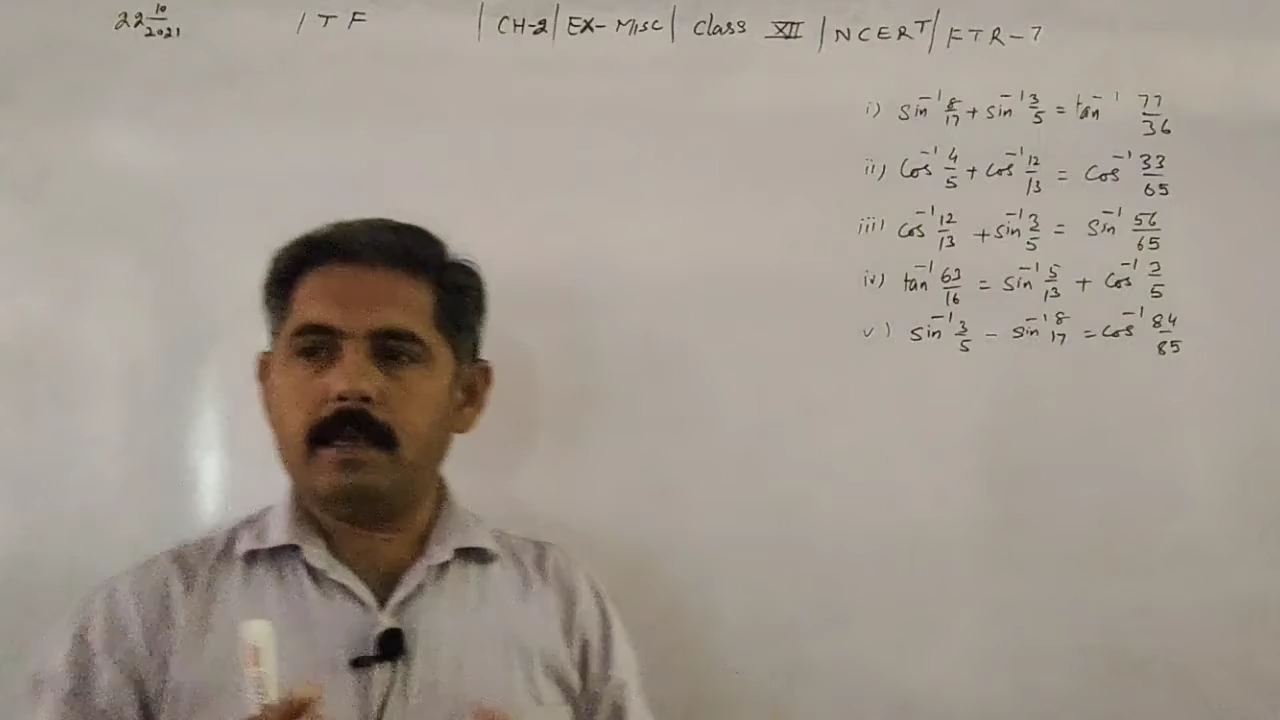 22 10/2021 ITF | CH-2 | EX-MISC | Class XII | NCERT | FTR-7
i) sin⁻¹ 8/17 + sin⁻¹ 3/5 = tan⁻¹ 77/36
ii) Cos⁻¹ 4/5 + Cos⁻¹ 12/13 = Cos⁻¹ 33/65
iii) Cos⁻¹ 12/13 + sin⁻¹ 3/5 = sin⁻¹ 56/65
iv) tan⁻¹ 63/16 = sin⁻¹ 5/13 + Cos⁻¹ 3/5
v) sin⁻¹ 3/5 - sin⁻¹ 8/17 = Cos⁻¹ 84/85